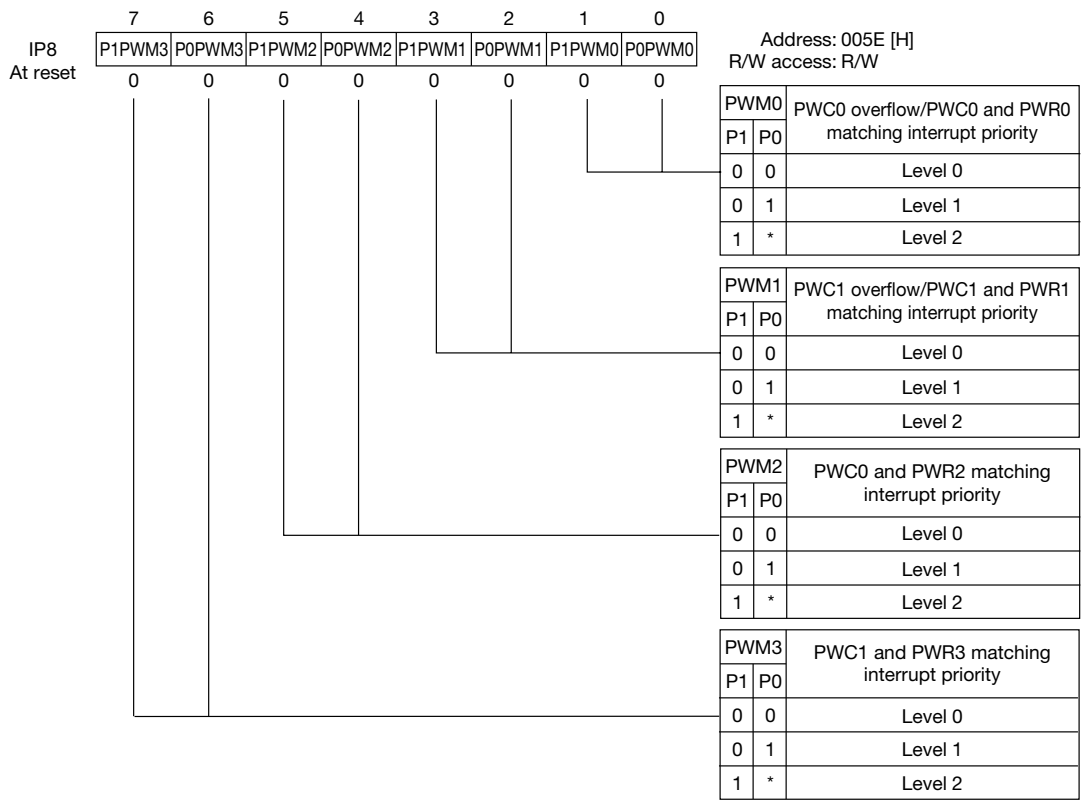 7 6 5 4 3 2 1 0
IP8 P1PWM3 P0PWM3 P1PWM2 P0PWM2 P1PWM1 P0PWM1 P1PWM0 P0PWM0
At reset 0 0 0 0 0 0 0 0
Address: 005E [H]
R/W access: R/W
PWM0 PWC0 overflow/PWC0 and PWR0
P1 P0 matching interrupt priority
0 0 Level 0
0 1 Level 1
1 * Level 2
PWM1 PWC1 overflow/PWC1 and PWR1
P1 P0 matching interrupt priority
0 0 Level 0
0 1 Level 1
1 * Level 2
PWM2 PWC0 and PWR2 matching
P1 P0 interrupt priority
0 0 Level 0
0 1 Level 1
1 * Level 2
PWM3 PWC1 and PWR3 matching
P1 P0 interrupt priority
0 0 Level 0
0 1 Level 1
1 * Level 2